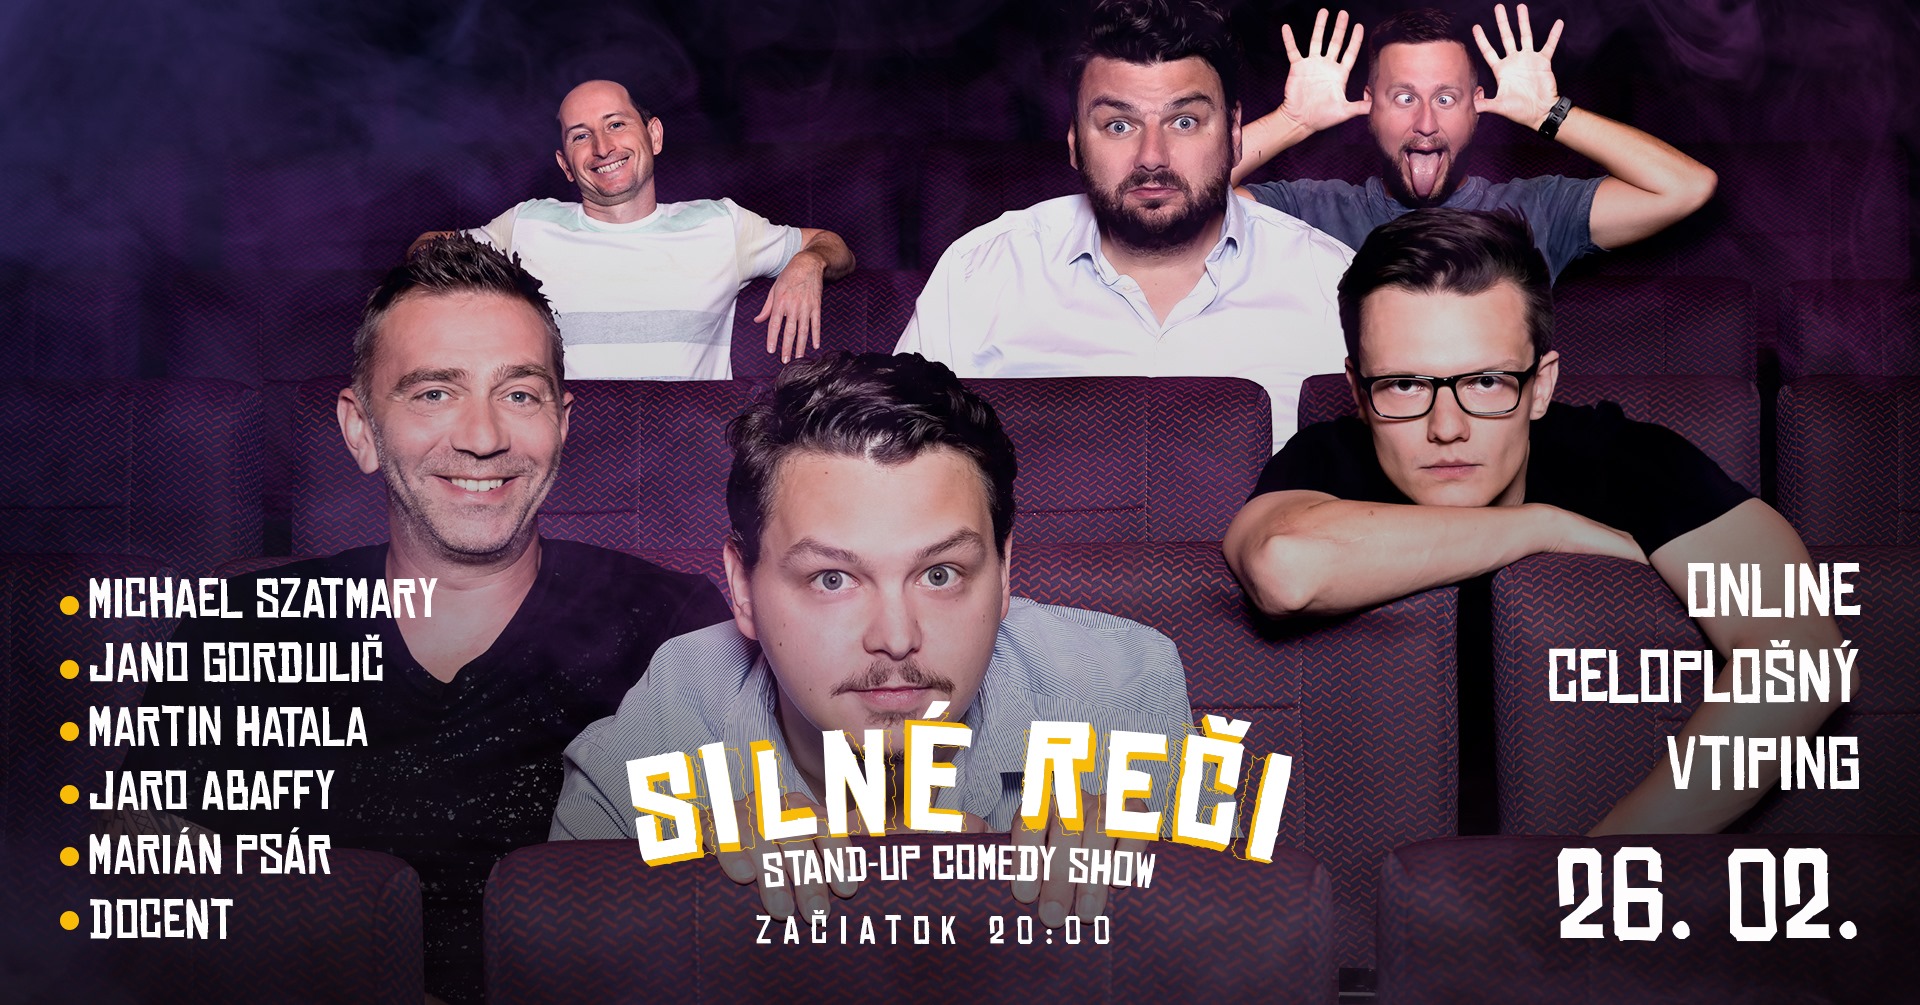 MICHAEL SZATMARY
JANO GORDULIČ
MARTIN HATALA
JARO ABAFFY
MARIÁN PSÁR
DOCENT
SILNÉ REČI
STAND-UP COMEDY SHOW
ZAČIATOK 20:00
ONLINE
CELOPLOŠNÝ
VTIPING
26. 02.